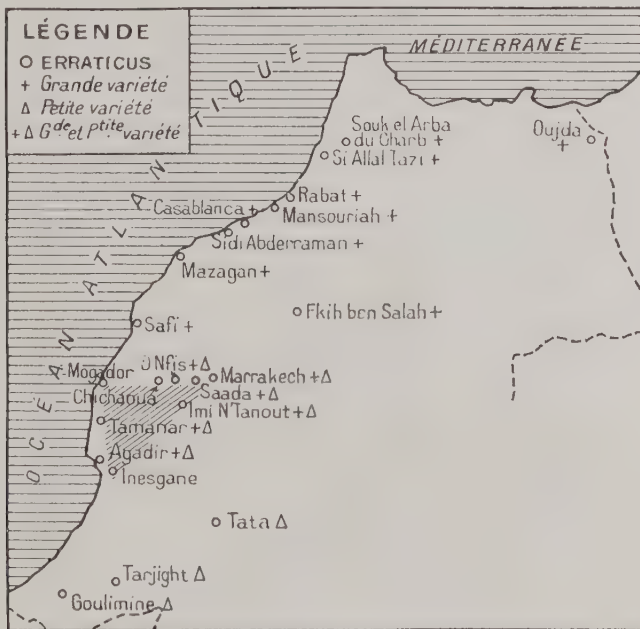 LÉGENDE
O ERRATICUS
+ Grande variété
Δ Petite variété
+Δ Gde et Ptite variété
OCÉAN ATLANTIQUE
MÉDITERRANÉE
Souk el Arba
du Gharb +
Si Allal Tazi +
Oujda
+
Rabat +
Casablanca +
Mansouriah +
Sidi Abderraman +
Mazagan +
Fkih ben Salah +
Safi +
Mogador
O Nfis +Δ
Marrakech +Δ
Chichaoua
Saada +Δ
Imi N'Tanout +Δ
Tamanar +Δ
Agadir +Δ
Inesgane
Tata Δ
Tarjight Δ
Goulimine Δ